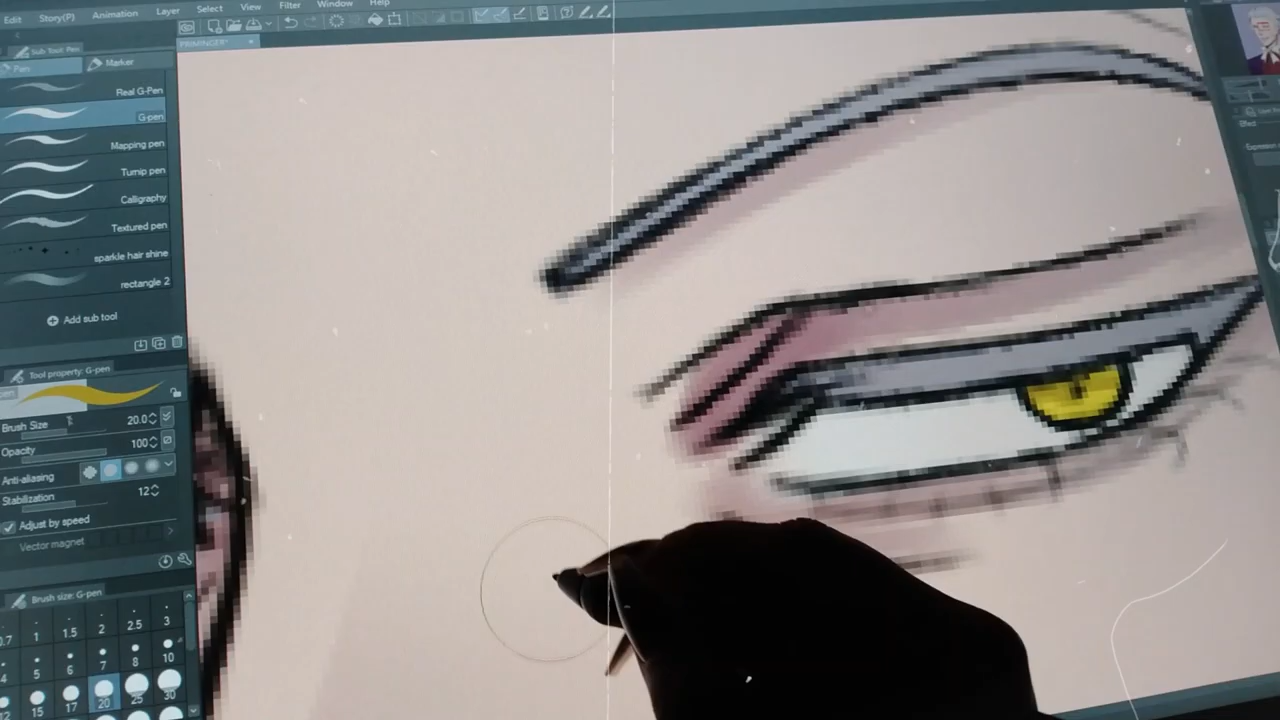 Edit Story(P) Animation Layer Select View Filter Window Help
Sub Tool: Pen
Pen Marker
Real G-Pen
G-pen
Mapping pen
Turnip pen
Calligraphy
Textured pen
sparkle hair shine
rectangle 2
Add sub tool
Tool property: G-pen
Brush Size 20.0
Opacity 100
Anti-aliasing
Stabilization 12
Adjust by speed
Vector magnet
Brush size: G-pen
0.7 1 1.5 2 2.5 3
4 5 6 7 8 10
12 15 17 20 25 30